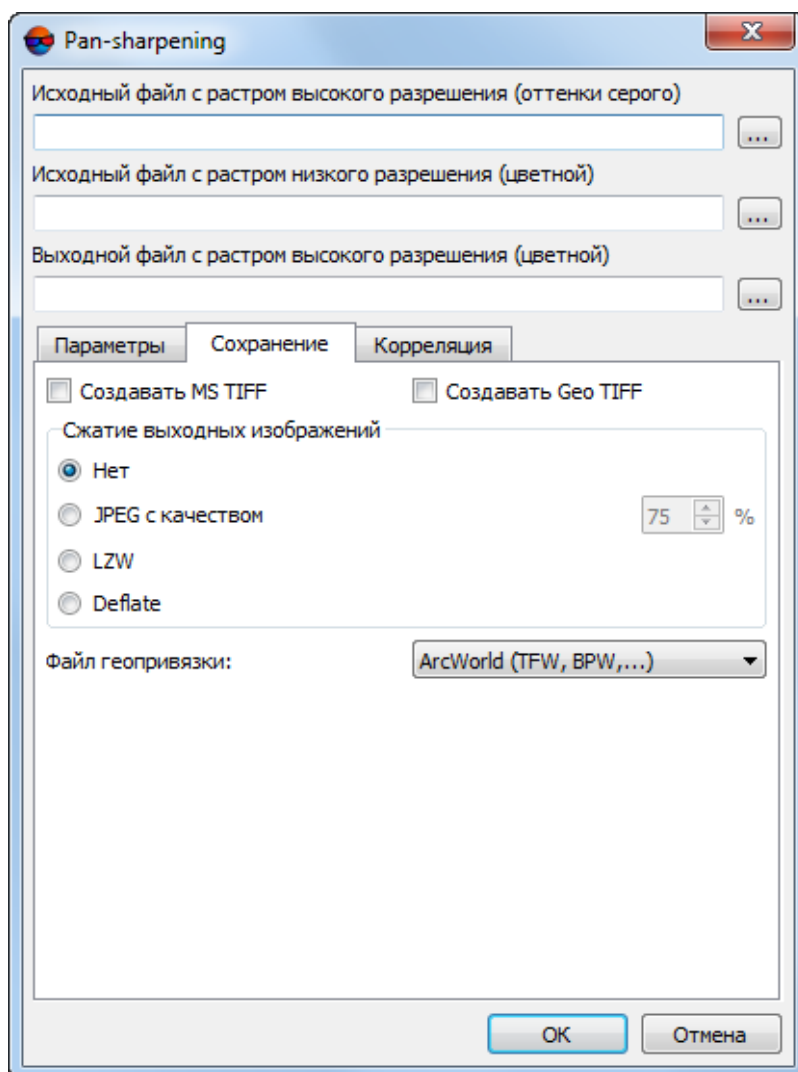 Pan-sharpening
Исходный файл с растром высокого разрешения (оттенки серого)
...
Исходный файл с растром низкого разрешения (цветной)
...
Выходной файл с растром высокого разрешения (цветной)
...
Параметры Сохранение Корреляция
Создавать MS TIFF Создавать Geo TIFF
Сжатие выходных изображений
Нет
JPEG с качеством 75 %
LZW
Deflate
Файл геопривязки: ArcWorld (TFW, BPW,...)
OK Отмена